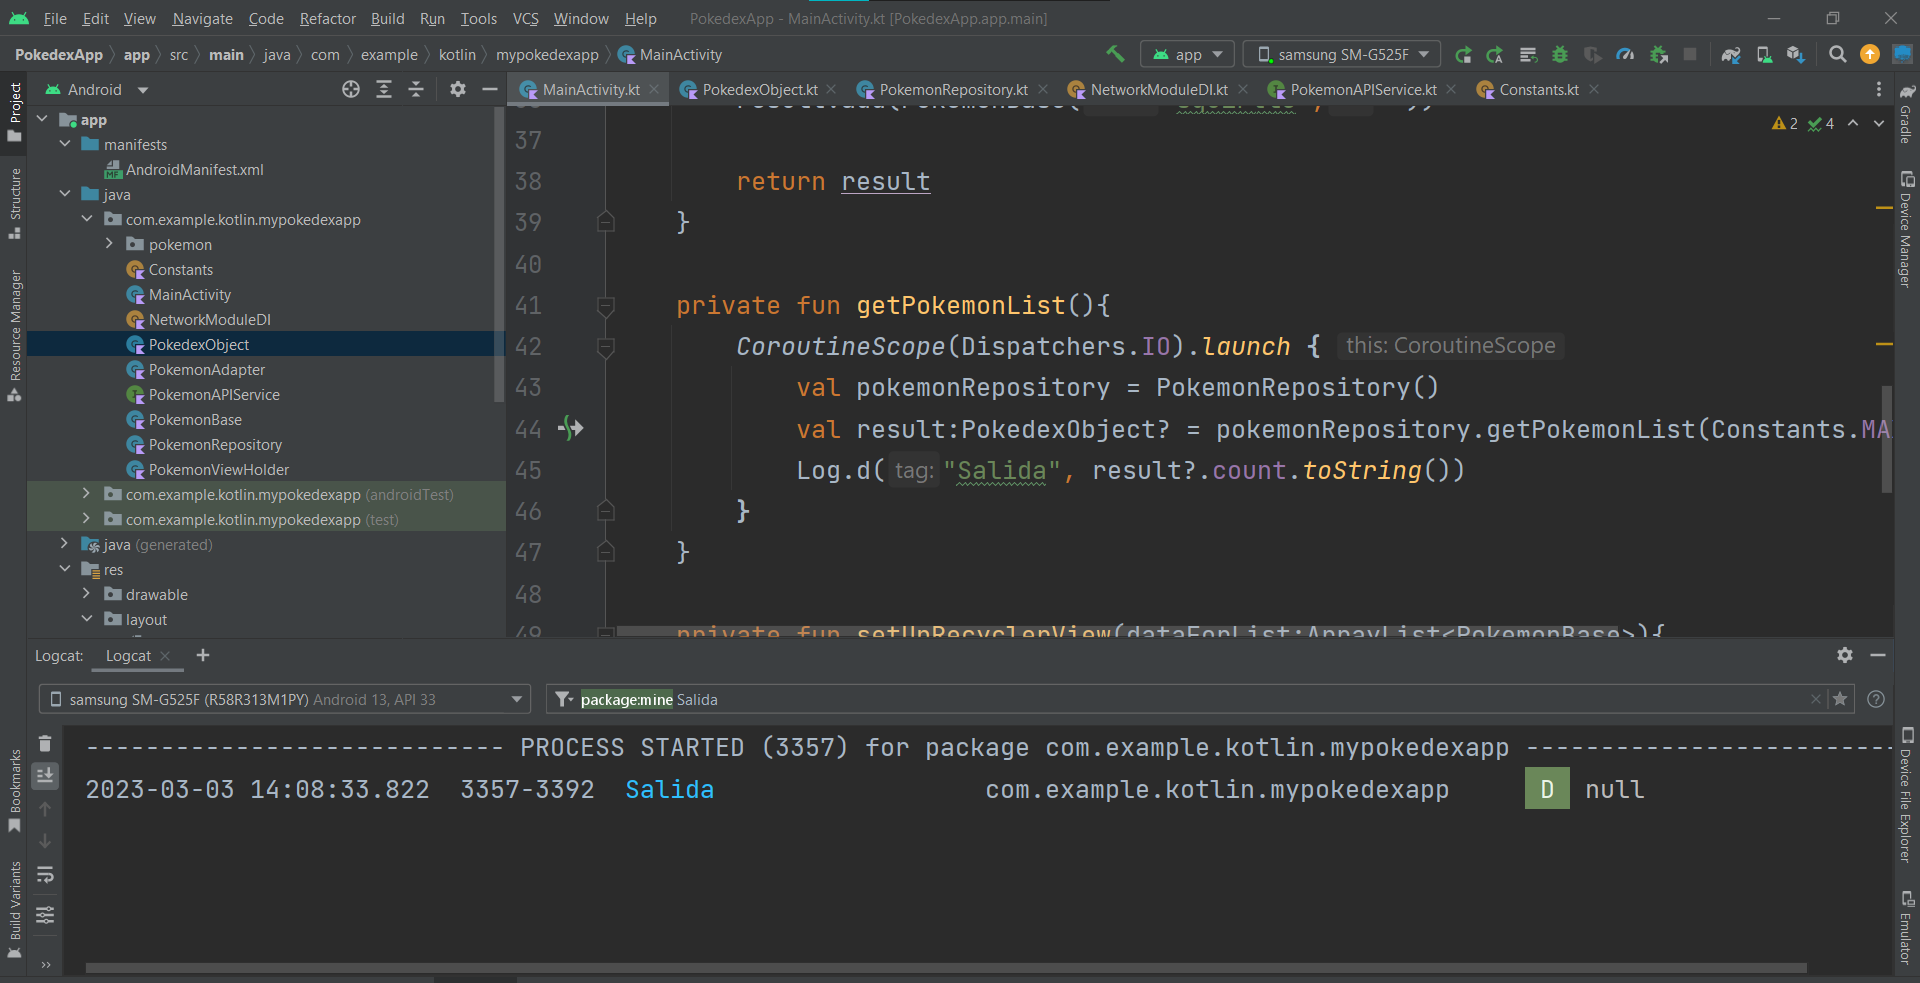 File Edit View Navigate Code Refactor Build Run Tools VCS Window Help PokedexApp - MainActivity.kt [PokedexApp.app.main]
PokedexApp app src main java com example kotlin mypokedexapp MainActivity app samsung SM-G525F
Project
Structure
Resource Manager
Bookmarks
Build Variants
Android
app
manifests
AndroidManifest.xml
java
com.example.kotlin.mypokedexapp
pokemon
Constants
MainActivity
NetworkModuleDI
PokedexObject
PokemonAdapter
PokemonAPIService
PokemonBase
PokemonRepository
PokemonViewHolder
com.example.kotlin.mypokedexapp (androidTest)
com.example.kotlin.mypokedexapp (test)
java (generated)
res
drawable
layout
MainActivity.kt PokedexObject.kt PokemonRepository.kt NetworkModuleDI.kt PokemonAPIService.kt Constants.kt
2 4
37
38 return result
39 }
40
41 private fun getPokemonList(){
42 CoroutineScope(Dispatchers.IO).launch { this: CoroutineScope
43 val pokemonRepository = PokemonRepository()
44 val result:PokedexObject? = pokemonRepository.getPokemonList(Constants.MA
45 Log.d( tag: "Salida", result?.count.toString())
46 }
47 }
48
49 private fun setUpRecyclerView(dataForList:ArrayList<PokemonBase>){
Gradle
Device Manager
Device File Explorer
Emulator
Logcat: Logcat +
samsung SM-G525F (R58R313M1PY) Android 13, API 33 package:mine Salida
---------------------------- PROCESS STARTED (3357) for package com.example.kotlin.mypokedexapp -------------------------
2023-03-03 14:08:33.822 3357-3392 Salida com.example.kotlin.mypokedexapp D null